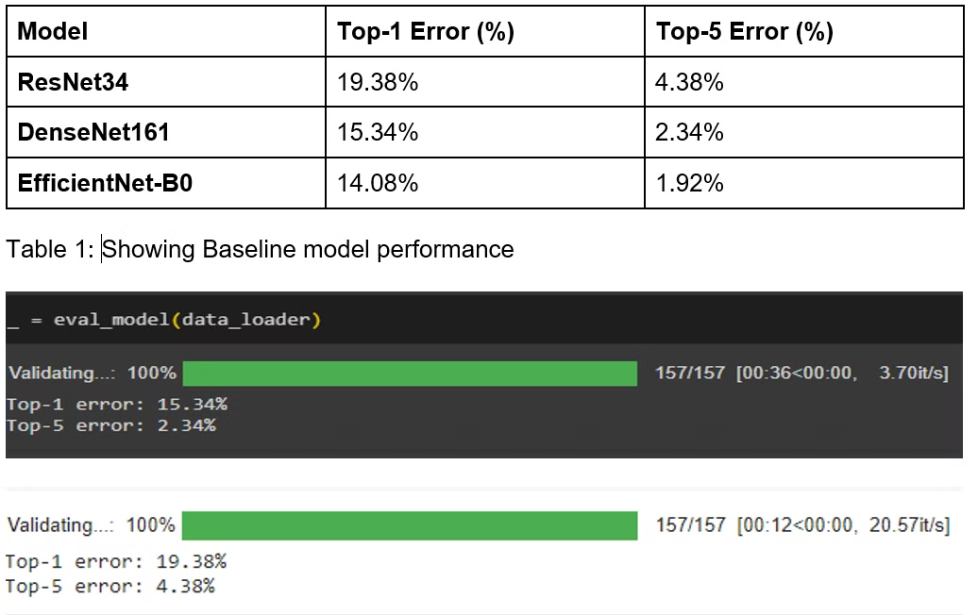 Model Top-1 Error (%) Top-5 Error (%)
ResNet34 19.38% 4.38%
DenseNet161 15.34% 2.34%
EfficientNet-B0 14.08% 1.92%
Table 1: Showing Baseline model performance
_ = eval_model(data_loader)
Validating...: 100% 157/157 [00:36<00:00, 3.70it/s]
Top-1 error: 15.34%
Top-5 error: 2.34%
Validating...: 100% 157/157 [00:12<00:00, 20.57it/s]
Top-1 error: 19.38%
Top-5 error: 4.38%